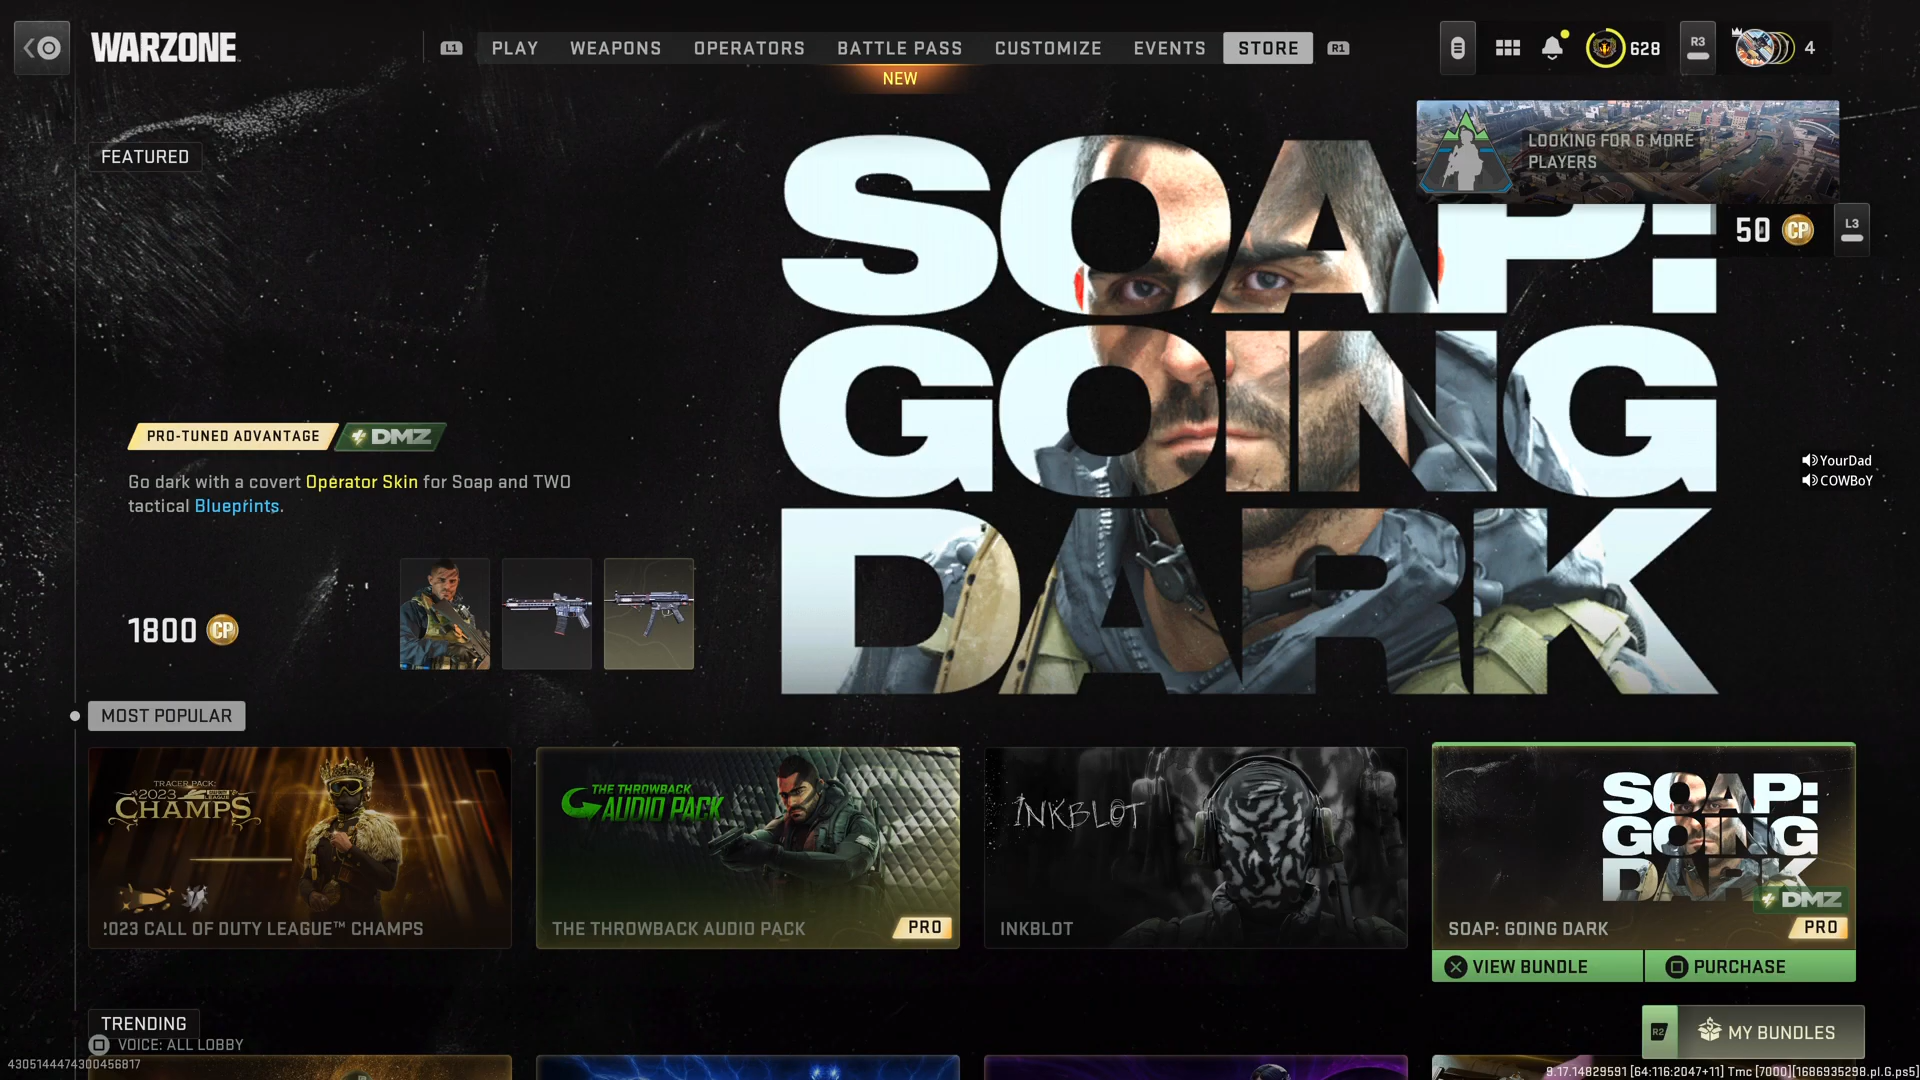 WARZONE
L1
PLAY
WEAPONS
OPERATORS
BATTLE PASS
CUSTOMIZE
EVENTS
STORE
R1
628
R3
4
NEW
FEATURED
SOAP:
GOING
DARK
LOOKING FOR 6 MORE
PLAYERS
50 CP
L3
PRO-TUNED ADVANTAGE
DMZ
Go dark with a covert Operator Skin for Soap and TWO
tactical Blueprints.
YourDad
COWBoY
1800 CP
MOST POPULAR
TRACER PACK:
2023
CHAMPS
2023 CALL OF DUTY LEAGUE™ CHAMPS
THE THROWBACK
AUDIO PACK
THE THROWBACK AUDIO PACK
PRO
INKBLOT
INKBLOT
SOAP:
GOING
DARK
DMZ
SOAP: GOING DARK
PRO
VIEW BUNDLE
PURCHASE
TRENDING
VOICE: ALL LOBBY
R2
MY BUNDLES
4305144474300456817
9.17.14829591 [64:116:2047+11] Tmc [7000][1686935298.pl.G.ps5]